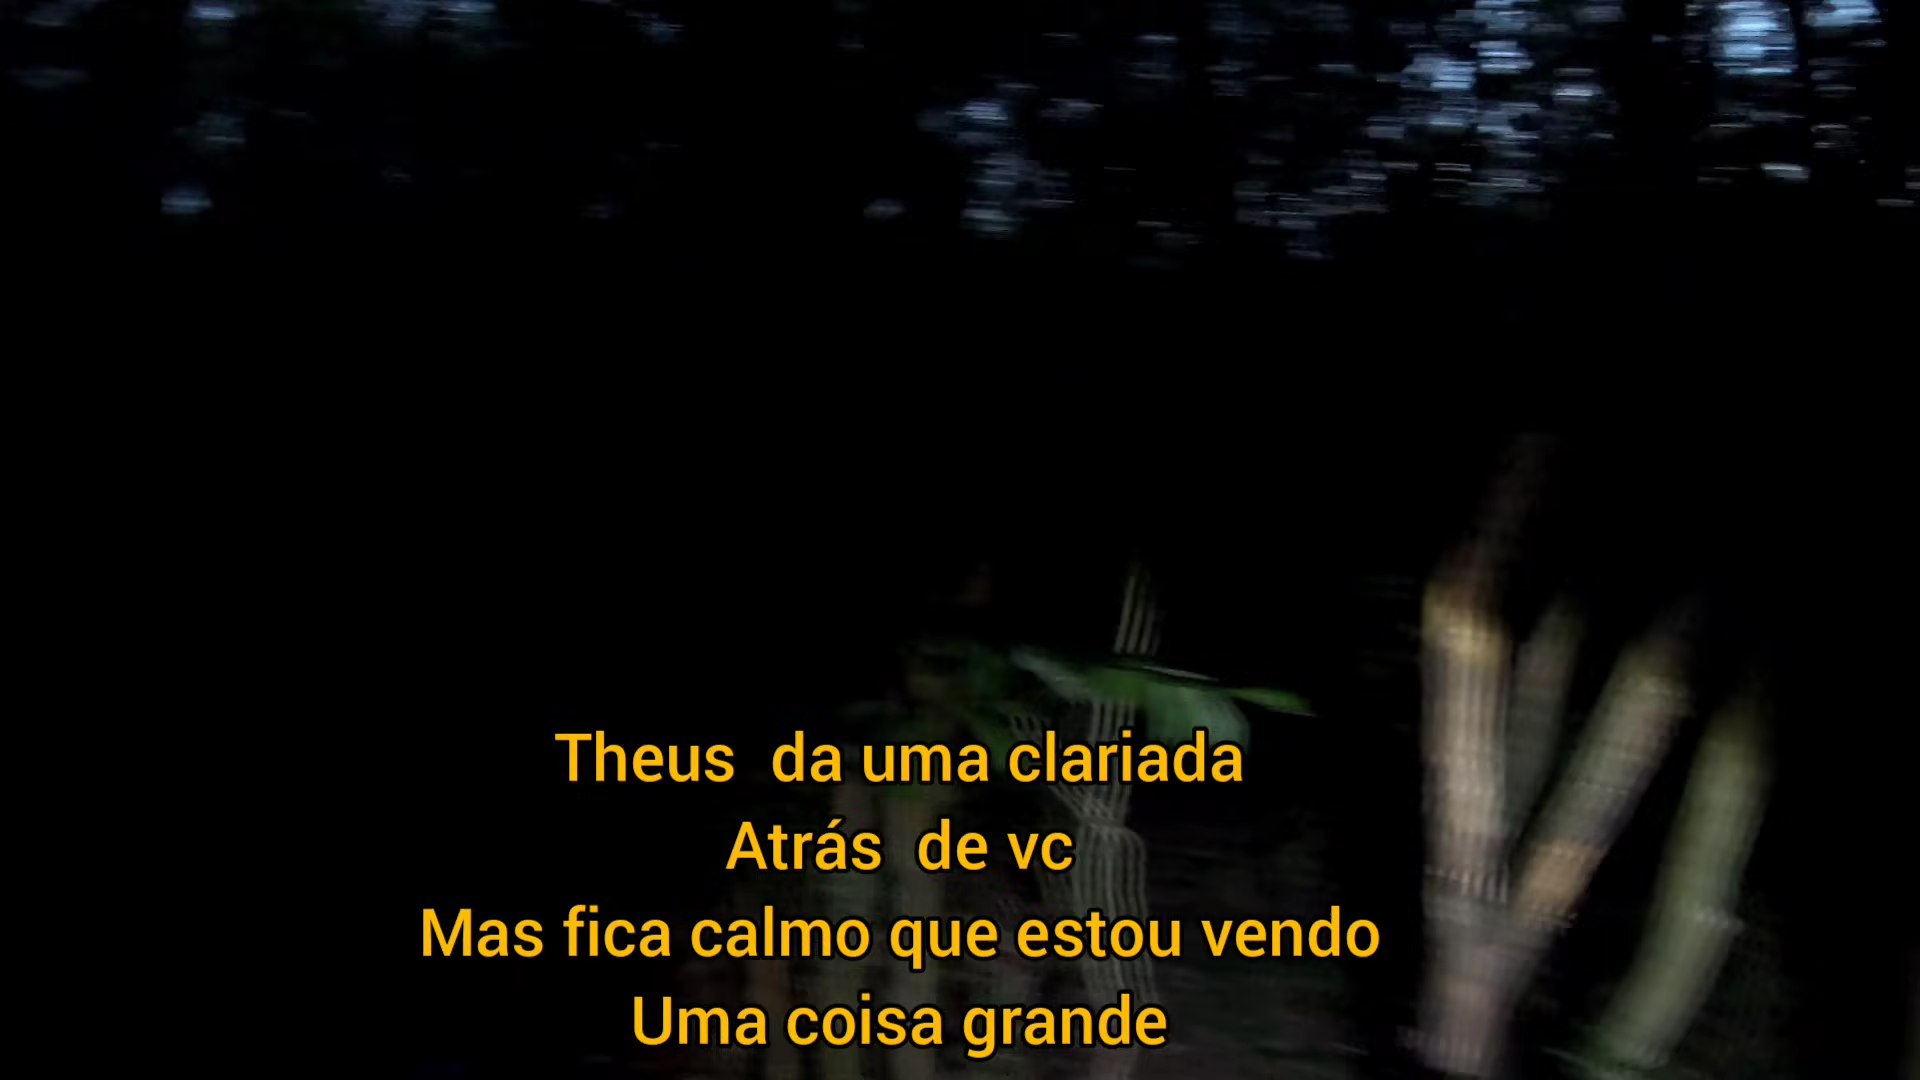 Theus da uma clariada
Atrás de vc
Mas fica calmo que estou vendo
Uma coisa grande